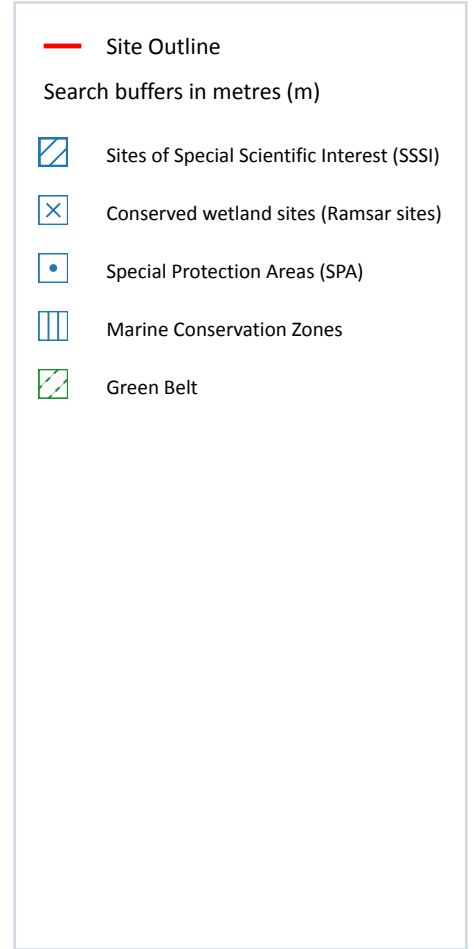 Site Outline
Search buffers in metres (m)
Sites of Special Scientific Interest (SSSI)
Conserved wetland sites (Ramsar sites)
Special Protection Areas (SPA)
Marine Conservation Zones
Green Belt